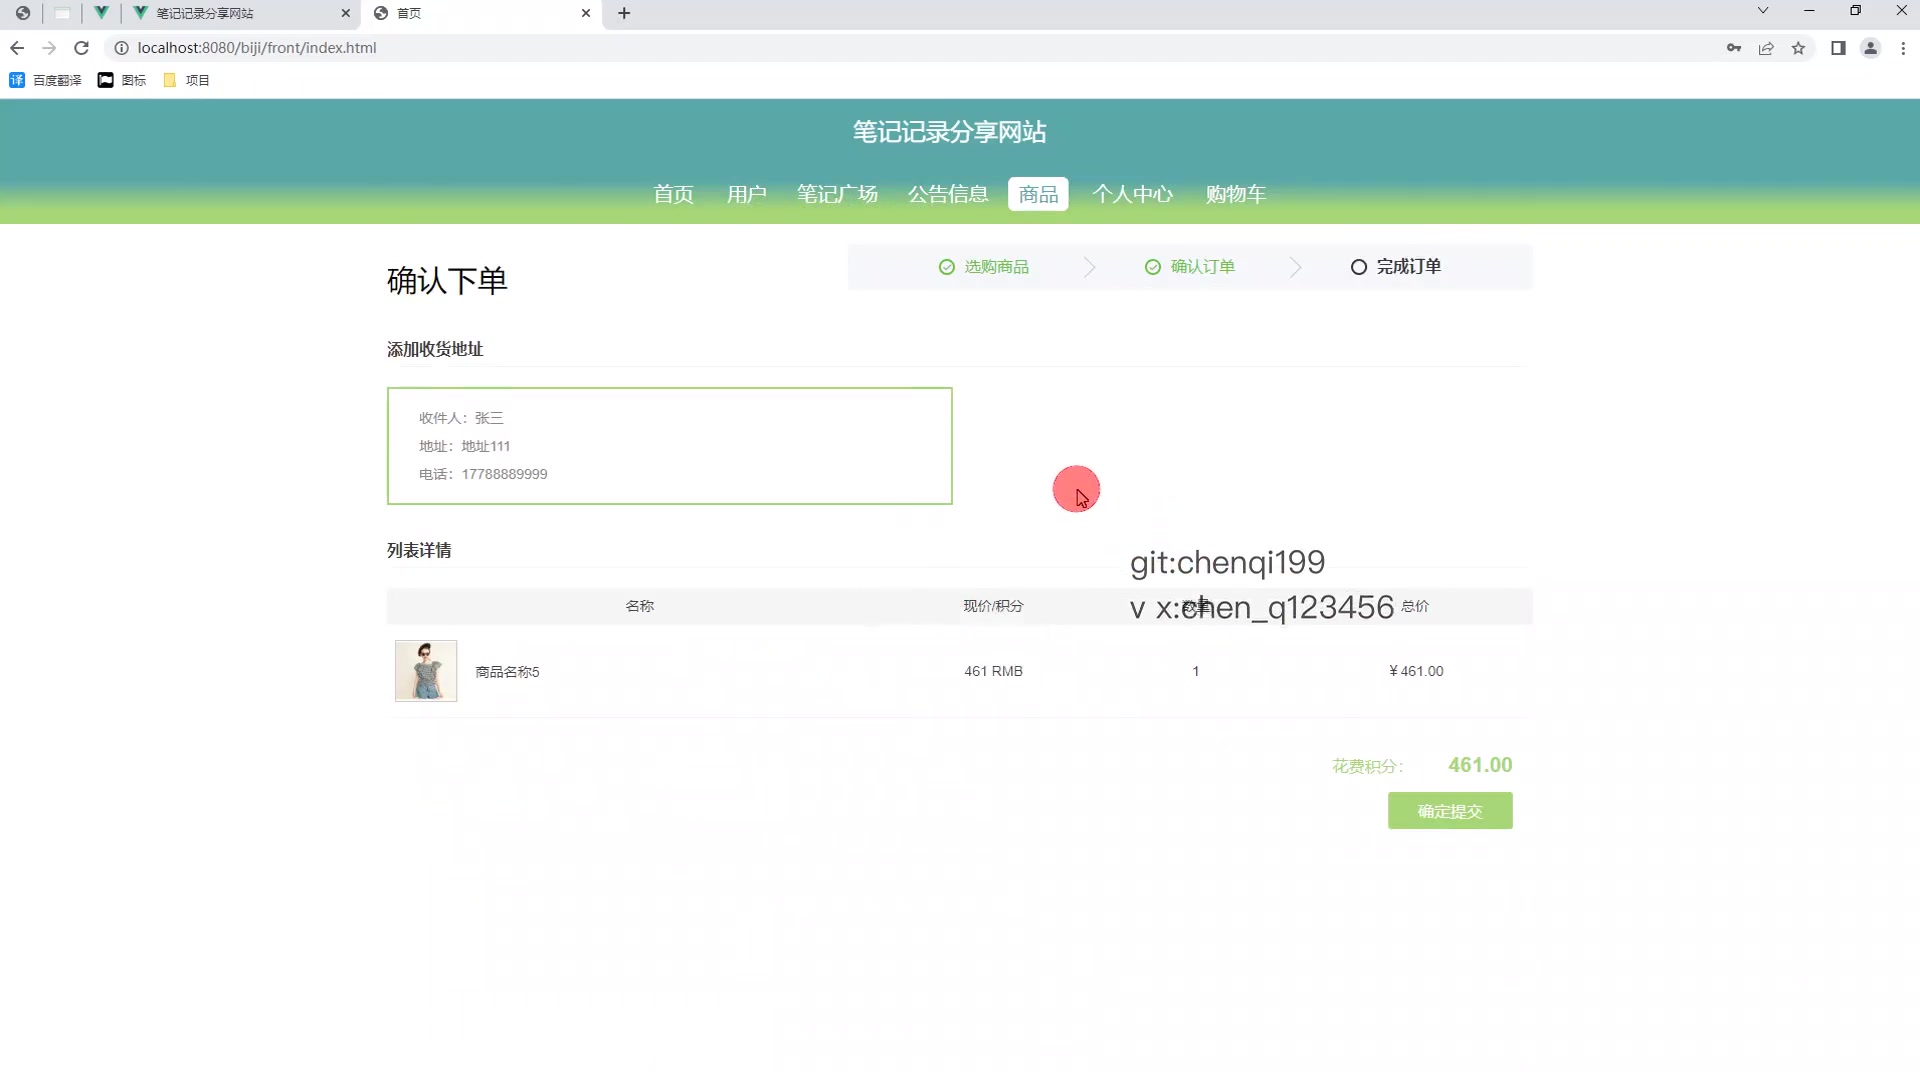 笔记记录分享网站
首页
localhost:8080/biji/front/index.html
百度翻译
图标
项目
笔记记录分享网站
首页 用户 笔记广场 公告信息 商品 个人中心 购物车
确认下单
选购商品 确认订单 完成订单
添加收货地址
收件人：张三
地址：地址111
电话：17788889999
列表详情
git:chenqi199
v x:chen_q123456
名称 现价/积分 数量 总价
商品名称5 461 RMB 1 ¥ 461.00
花费积分： 461.00
确定提交